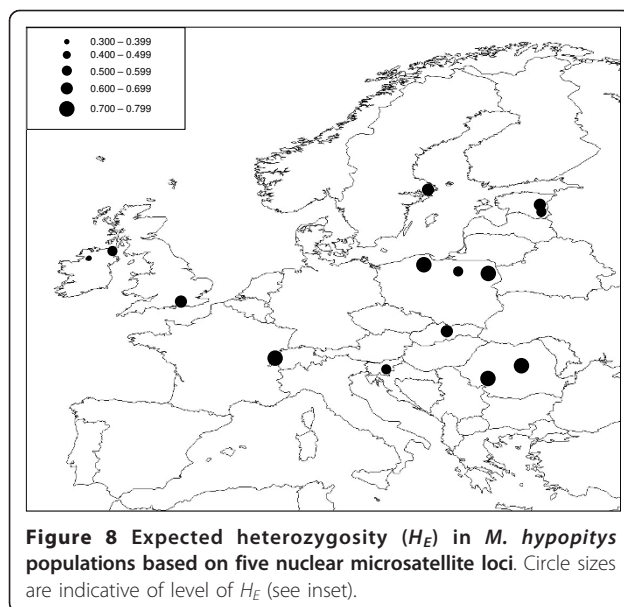 0.300 – 0.399
0.400 – 0.499
0.500 – 0.599
0.600 – 0.699
0.700 – 0.799
Figure 8 Expected heterozygosity (H_E) in M. hypopitys
populations based on five nuclear microsatellite loci. Circle sizes
are indicative of level of H_E (see inset).